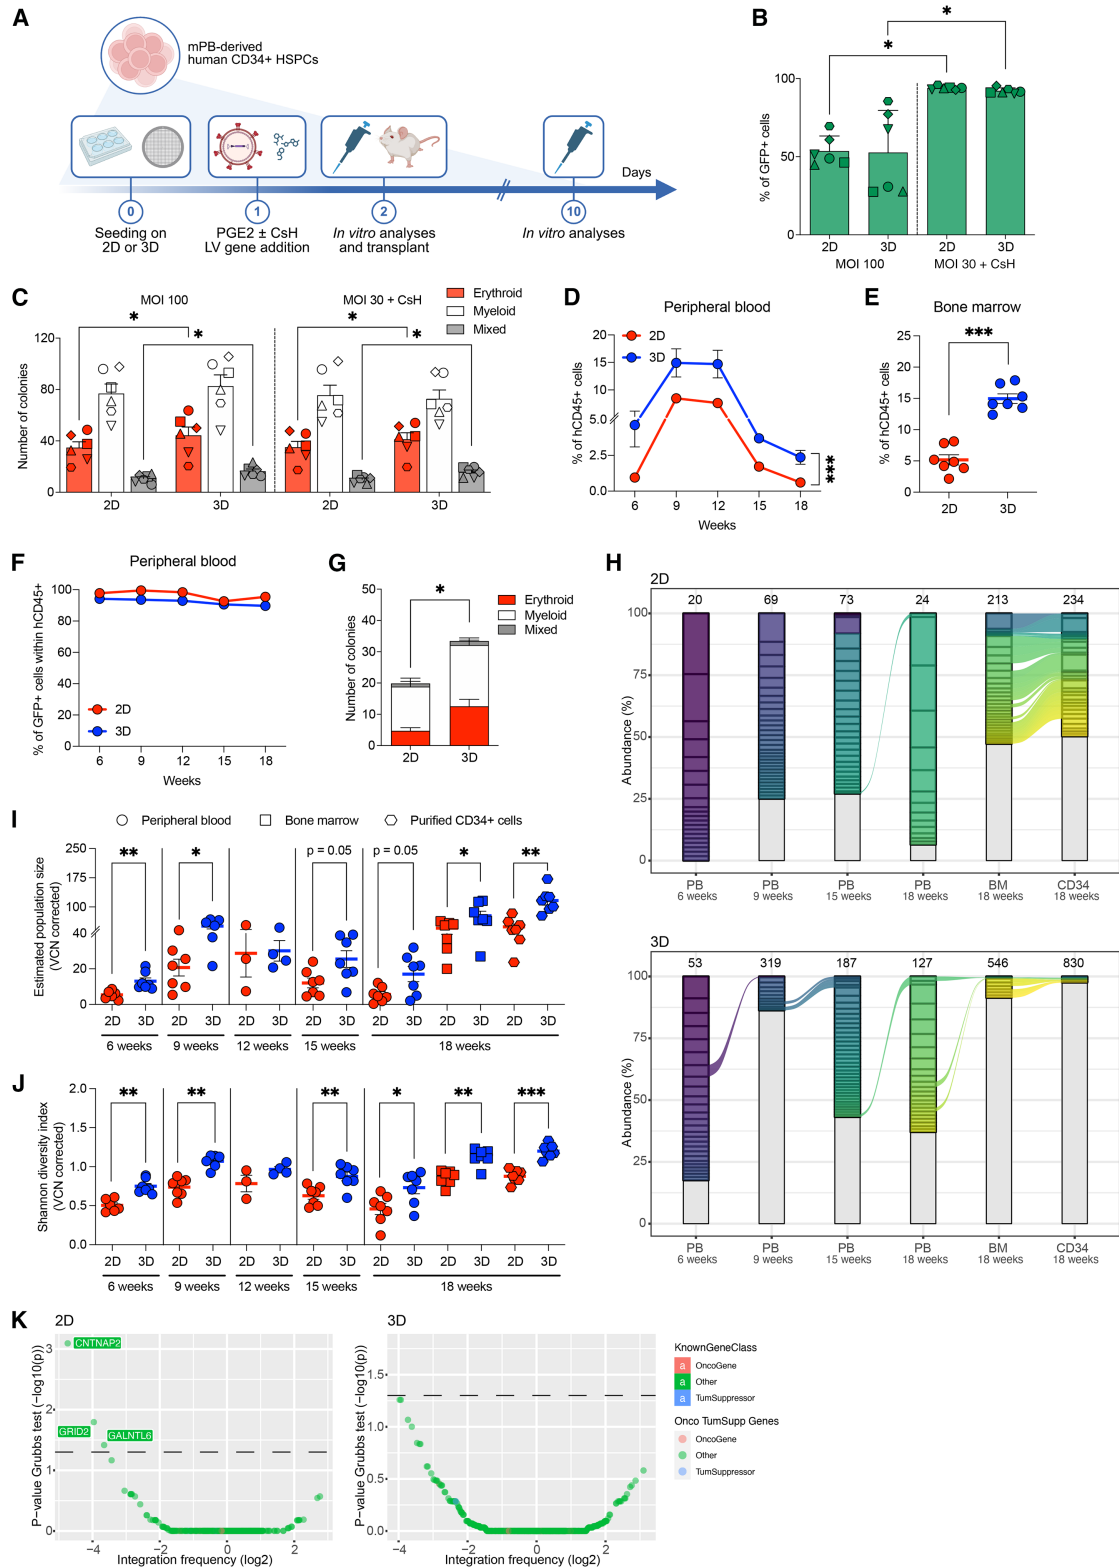 A
mPB-derived
human CD34+ HSPCs
Days
0
1
2
10
Seeding on
2D or 3D
PGE2 ± CsH
LV gene addition
In vitro analyses
and transplant
In vitro analyses
B
*
*
% of GFP+ cells
100
50
0
2D
3D
2D
3D
MOI 100
MOI 30 + CsH
C
MOI 100
MOI 30 + CsH
Erythroid
Myeloid
Mixed
*
*
*
*
Number of colonies
120
80
40
0
2D
3D
2D
3D
D
Peripheral blood
2D
3D
% of hCD45+ cells
20
15
10
5.0
2.5
0.0
***
6
9
12
15
18
Weeks
E
Bone marrow
***
% of hCD45+ cells
25
20
15
10
5
0
2D
3D
F
Peripheral blood
% of GFP+ cells within hCD45+
100
80
60
40
20
0
2D
3D
6
9
12
15
18
Weeks
G
*
Erythroid
Myeloid
Mixed
Number of colonies
50
40
30
20
10
0
2D
3D
H
2D
20
69
73
24
213
234
Abundance (%)
100
75
50
25
0
PB
6 weeks
PB
9 weeks
PB
15 weeks
PB
18 weeks
BM
18 weeks
CD34
18 weeks
3D
53
319
187
127
546
830
Abundance (%)
100
75
50
25
0
PB
6 weeks
PB
9 weeks
PB
15 weeks
PB
18 weeks
BM
18 weeks
CD34
18 weeks
I
Peripheral blood
Bone marrow
Purified CD34+ cells
Estimated population size
(VCN corrected)
250
100
40
20
0
**
*
p = 0.05
p = 0.05
*
**
2D 3D 2D 3D 2D 3D 2D 3D 2D 3D 2D 3D 2D 3D
6 weeks
9 weeks
12 weeks
15 weeks
18 weeks
J
Shannon diversity index
(VCN corrected)
2.0
1.5
1.0
0.5
0.0
**
**
**
*
**
***
2D 3D 2D 3D 2D 3D 2D 3D 2D 3D 2D 3D 2D 3D
6 weeks
9 weeks
12 weeks
15 weeks
18 weeks
K
2D
P-value Grubbs test (−log10(p))
3
2
1
0
CNTNAP2
GRID2
GALNTL6
−4
−2
0
2
Integration frequency (log2)
3D
P-value Grubbs test (−log10(p))
1.5
1.0
0.5
0.0
−4
−2
0
2
Integration frequency (log2)
KnownGeneClass
a OncoGene
a Other
a TumSuppressor
Onco TumSupp Genes
OncoGene
Other
TumSuppressor